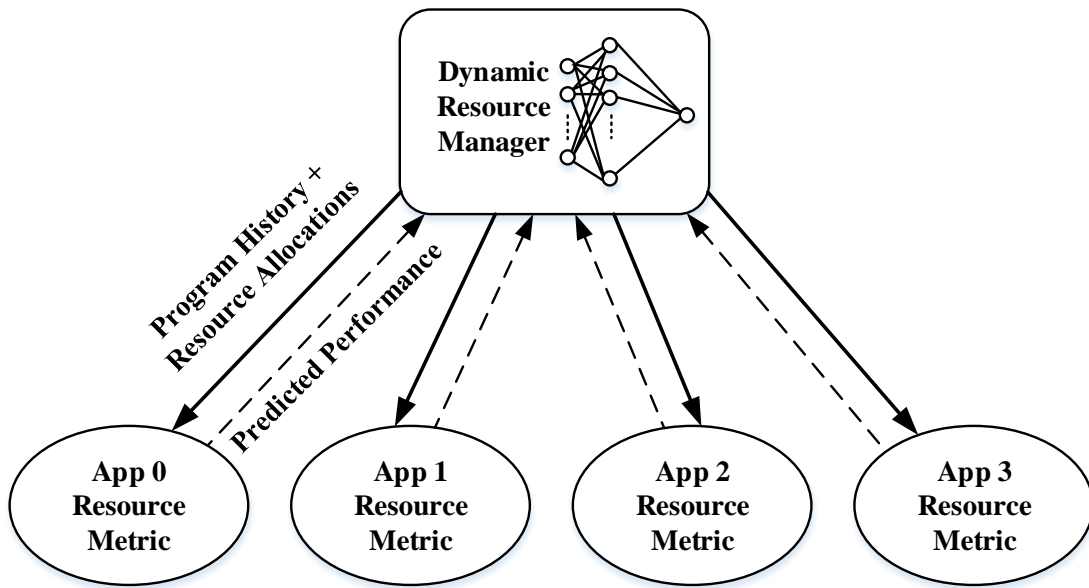 Dynamic
Resource
Manager
Program History +
Resource Allocations
Predicted Performance
App 0
Resource
Metric
App 1
Resource
Metric
App 2
Resource
Metric
App 3
Resource
Metric